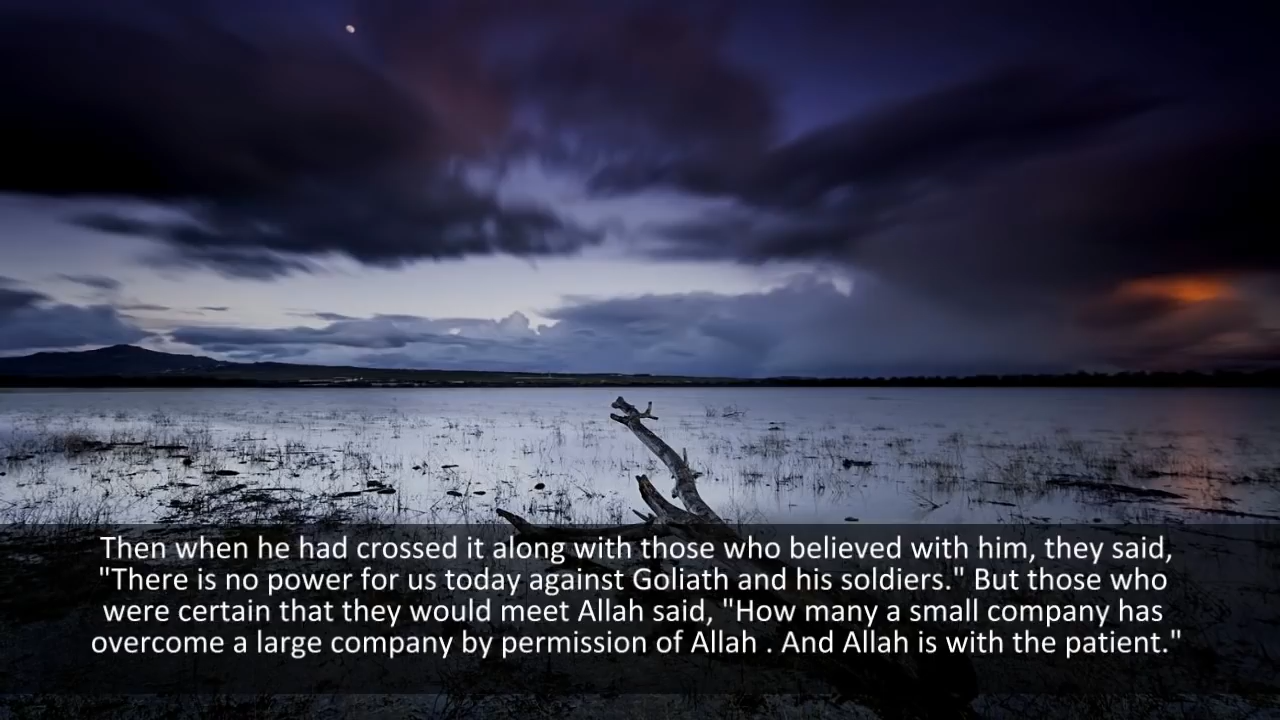 Then when he had crossed it along with those who believed with him, they said,
"There is no power for us today against Goliath and his soldiers." But those who
were certain that they would meet Allah said, "How many a small company has
overcome a large company by permission of Allah . And Allah is with the patient."